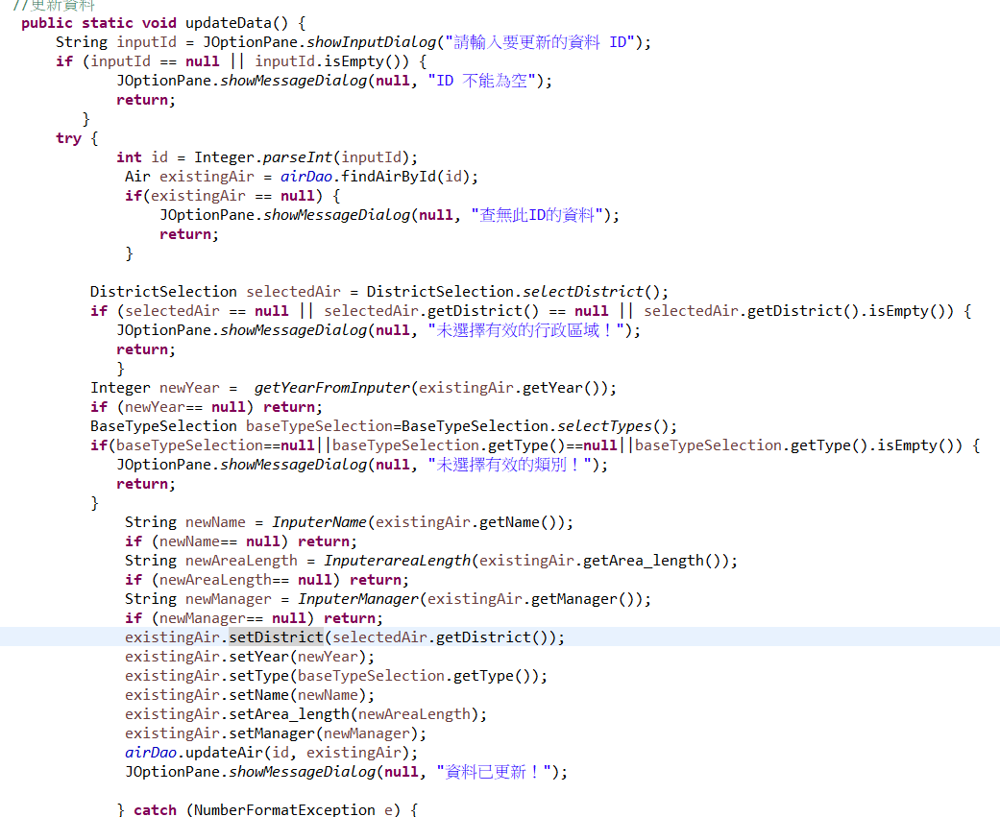 //更新資料
public static void updateData() {
String inputId = JOptionPane.showInputDialog("請輸入要更新的資料 ID");
if (inputId == null || inputId.isEmpty()) {
JOptionPane.showMessageDialog(null, "ID 不能為空");
return;
}
try {
int id = Integer.parseInt(inputId);
Air existingAir = airDao.findAirById(id);
if(existingAir == null) {
JOptionPane.showMessageDialog(null, "查無此ID的資料");
return;
}
DistrictSelection selectedAir = DistrictSelection.selectDistrict();
if (selectedAir == null || selectedAir.getDistrict() == null || selectedAir.getDistrict().isEmpty()) {
JOptionPane.showMessageDialog(null, "未選擇有效的行政區域！");
return;
}
Integer newYear =  getYearFromInputer(existingAir.getYear());
if (newYear== null) return;
BaseTypeSelection baseTypeSelection=BaseTypeSelection.selectTypes();
if(baseTypeSelection==null||baseTypeSelection.getType()==null||baseTypeSelection.getType().isEmpty()) {
JOptionPane.showMessageDialog(null, "未選擇有效的類別！");
return;
}
String newName = InputerName(existingAir.getName());
if (newName== null) return;
String newAreaLength = InputerareaLength(existingAir.getArea_length());
if (newAreaLength== null) return;
String newManager = InputerManager(existingAir.getManager());
if (newManager== null) return;
existingAir.setDistrict(selectedAir.getDistrict());
existingAir.setYear(newYear);
existingAir.setType(baseTypeSelection.getType());
existingAir.setName(newName);
existingAir.setArea_length(newAreaLength);
existingAir.setManager(newManager);
airDao.updateAir(id, existingAir);
JOptionPane.showMessageDialog(null, "資料已更新！");
} catch (NumberFormatException e) {